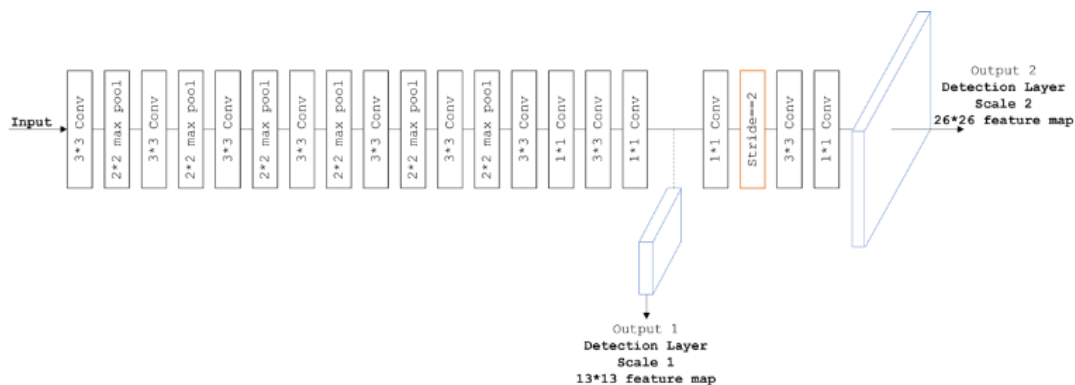 Input
3*3 Conv
2*2 max pool
3*3 Conv
2*2 max pool
3*3 Conv
2*2 max pool
3*3 Conv
2*2 max pool
3*3 Conv
2*2 max pool
3*3 Conv
2*2 max pool
3*3 Conv
1*1 Conv
3*3 Conv
1*1 Conv
1*1 Conv
Stride==2
3*3 Conv
1*1 Conv
Output 2
Detection Layer
Scale 2
26*26 feature map
Output 1
Detection Layer
Scale 1
13*13 feature map